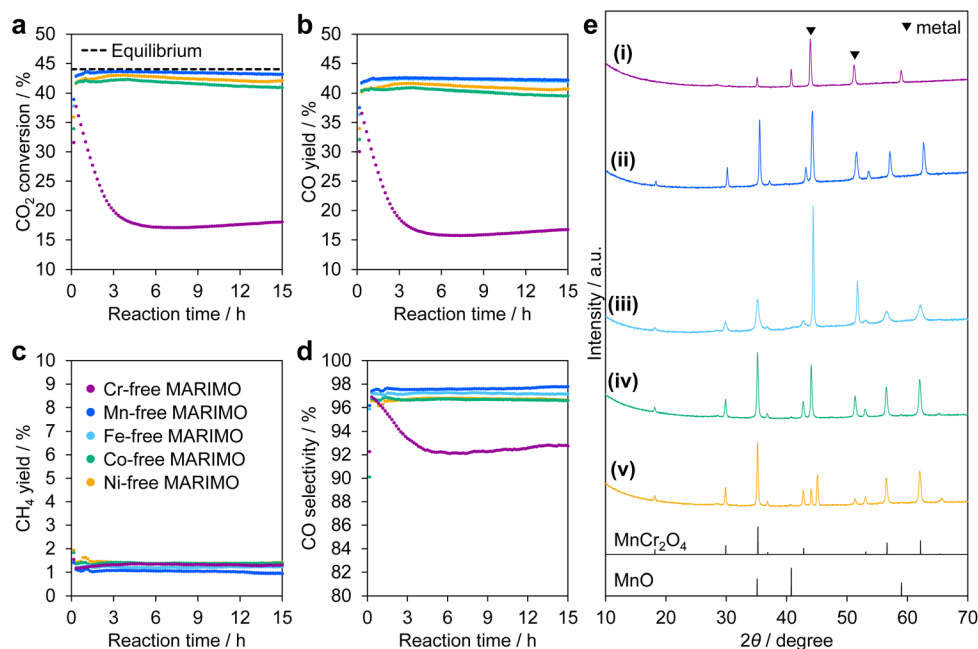 a
Equilibrium
CO2 conversion / %
50
45
40
35
30
25
20
15
10
0 3 6 9 12 15
Reaction time / h
b
CO yield / %
50
45
40
35
30
25
20
15
10
0 3 6 9 12 15
Reaction time / h
c
CH4 yield / %
10
9
8
7
6
5
4
3
2
1
0
Cr-free MARIMO
Mn-free MARIMO
Fe-free MARIMO
Co-free MARIMO
Ni-free MARIMO
0 3 6 9 12 15
Reaction time / h
d
CO selectivity / %
100
98
96
94
92
90
88
86
84
82
80
0 3 6 9 12 15
Reaction time / h
e
▼ metal
Intensity / a.u.
(i)
(ii)
(iii)
(iv)
(v)
MnCr2O4
MnO
10 20 30 40 50 60 70
2θ / degree